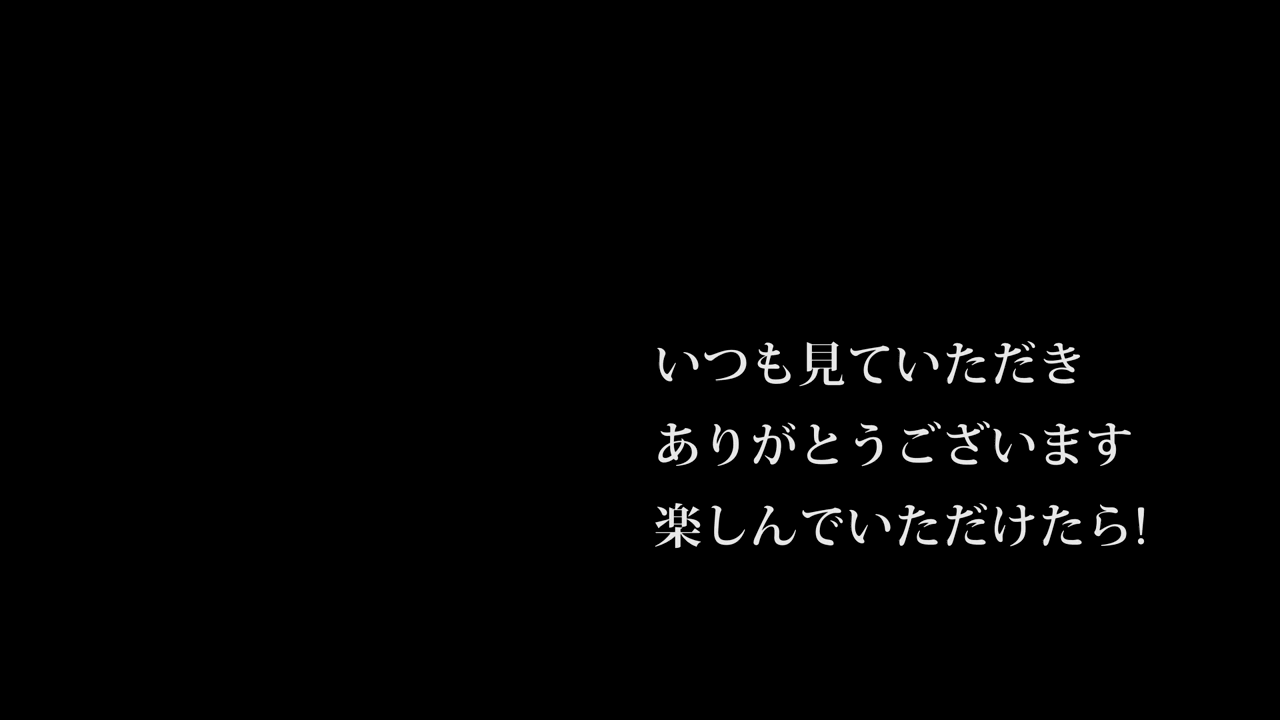 いつも見ていただき
ありがとうございます
楽しんでいただけたら!